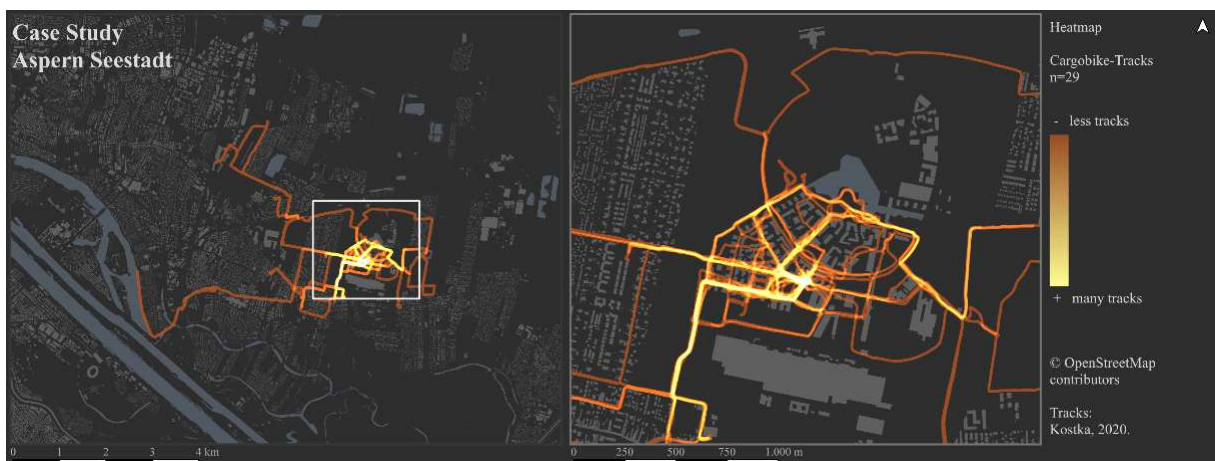 Case Study
Aspern Seestadt
0 1 2 3 4 km
0 250 500 750 1.000 m
Heatmap
Cargobike-Tracks
n=29
- less tracks
+ many tracks
© OpenStreetMap
contributors
Tracks:
Kostka, 2020.